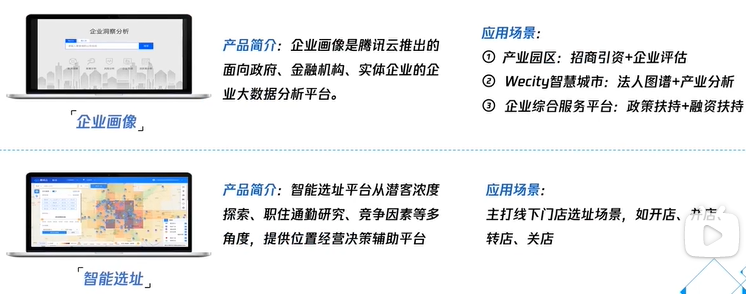 企业洞察分析
企业画像
产品简介：企业画像是腾讯云推出的
面向政府、金融机构、实体企业的企
业大数据分析平台。
应用场景：
① 产业园区：招商引资+企业评估
② Wecity智慧城市：法人图谱+产业分析
③ 企业综合服务平台：政策扶持+融资扶持
智能选址
产品简介：智能选址平台从潜客浓度
探索、职住通勤研究、竞争因素等多
角度，提供位置经营决策辅助平台
应用场景：
主打线下门店选址场景，如开店、并店、
转店、关店